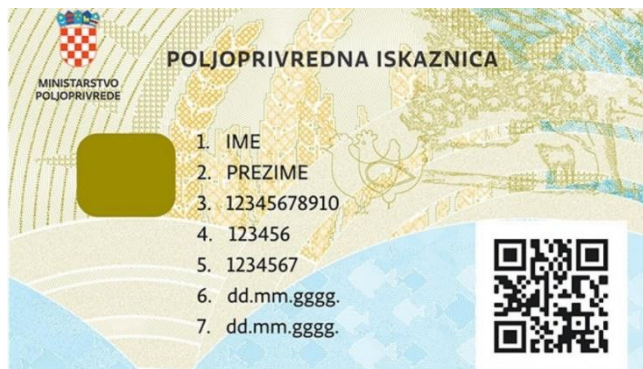 POLJOPRIVREDNA ISKAZNICA
MINISTARSTVO
POLJOPRIVREDE
1. IME
2. PREZIME
3. 12345678910
4. 123456
5. 1234567
6. dd.mm.gggg.
7. dd.mm.gggg.